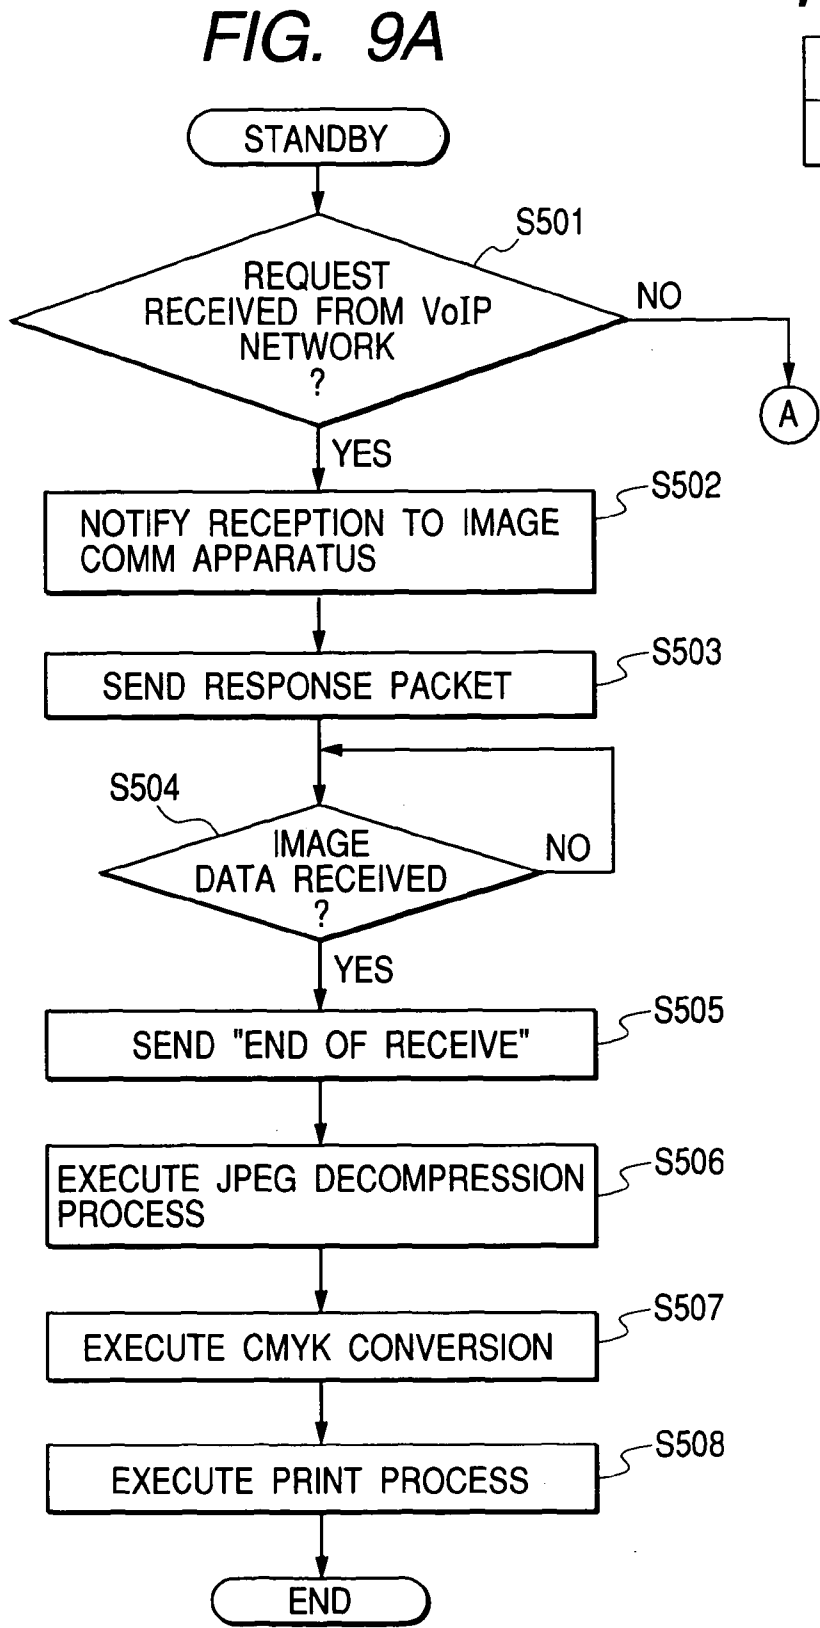 FIG. 9A
STANDBY
S501
REQUEST
RECEIVED FROM VoIP
NETWORK
?
NO
A
YES
S502
NOTIFY RECEPTION TO IMAGE
COMM APPARATUS
S503
SEND RESPONSE PACKET
S504
IMAGE
DATA RECEIVED
?
NO
YES
S505
SEND "END OF RECEIVE"
S506
EXECUTE JPEG DECOMPRESSION
PROCESS
S507
EXECUTE CMYK CONVERSION
S508
EXECUTE PRINT PROCESS
END